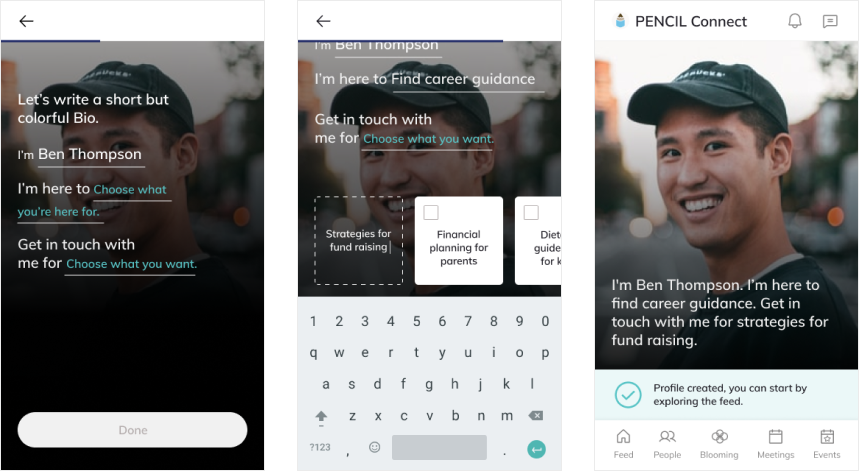 Let's write a short but
colorful Bio.
I'm Ben Thompson
I'm here to Choose what
you're here for.
Get in touch with
me for Choose what you want.
Done
I'm Ben Thompson
I'm here to Find career guidance
Get in touch with
me for Choose what you want.
Strategies for
fund raising
Financial
planning for
parents
Diet
guide
for k
1 2 3 4 5 6 7 8 9 0
q w e r t y u i o p
a s d f g h j k l
z x c v b n m
?123 , .
PENCIL Connect
I'm Ben Thompson. I'm here to
find career guidance. Get in
touch with me for strategies for
fund raising.
Profile created, you can start by
exploring the feed.
Feed People Blooming Meetings Events